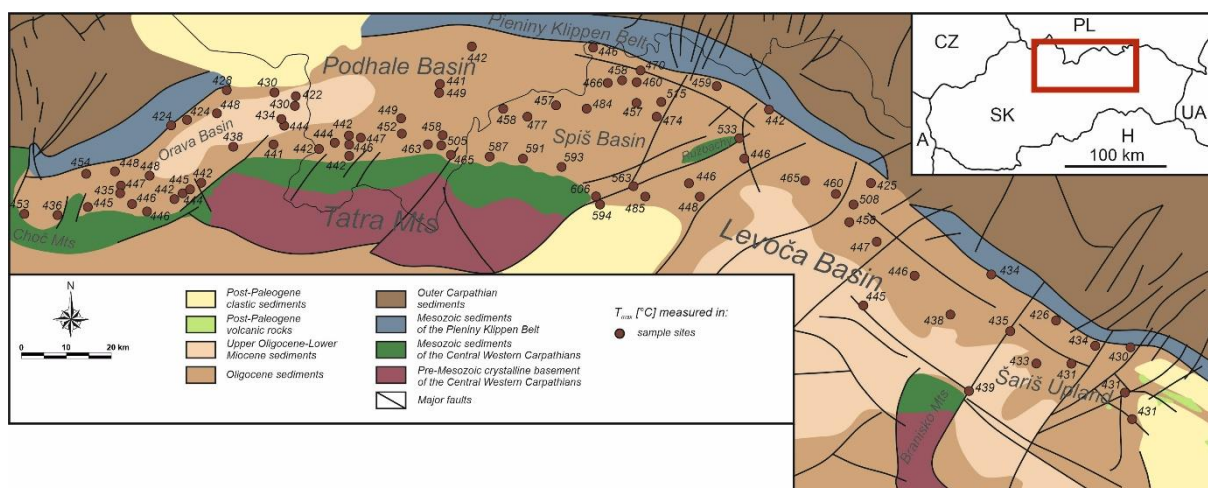 Pieniny Klippen Belt
Podhale Basin
Orava Basin
Spiš Basin
Ružbachy
Tatra Mts
Choč Mts
Levoča Basin
Šariš Upland
Branisko Mts
442
446
470
458
466
460
459
515
457
474
484
457
477
458
442
533
446
441
449
428
430
422
430
448
424
424
434
444
438
441
449
452
442
447
444
446
442
442
463
458
505
465
587
591
593
606
594
563
485
446
448
454
448
448
447
435
445
445
442
442
444
446
446
436
453
465
460
425
508
458
447
446
445
434
438
435
426
434
430
433
431
439
431
431
CZ
PL
SK
UA
A
H
100 km
N
0 10 20 km
Post-Paleogene
clastic sediments
Post-Paleogene
volcanic rocks
Upper Oligocene-Lower
Miocene sediments
Oligocene sediments
Outer Carpathian
sediments
Mesozoic sediments
of the Pieniny Klippen Belt
Mesozoic sediments
of the Central Western Carpathians
Pre-Mesozoic crystalline basement
of the Central Western Carpathians
Major faults
Tmax [°C] measured in:
sample sites